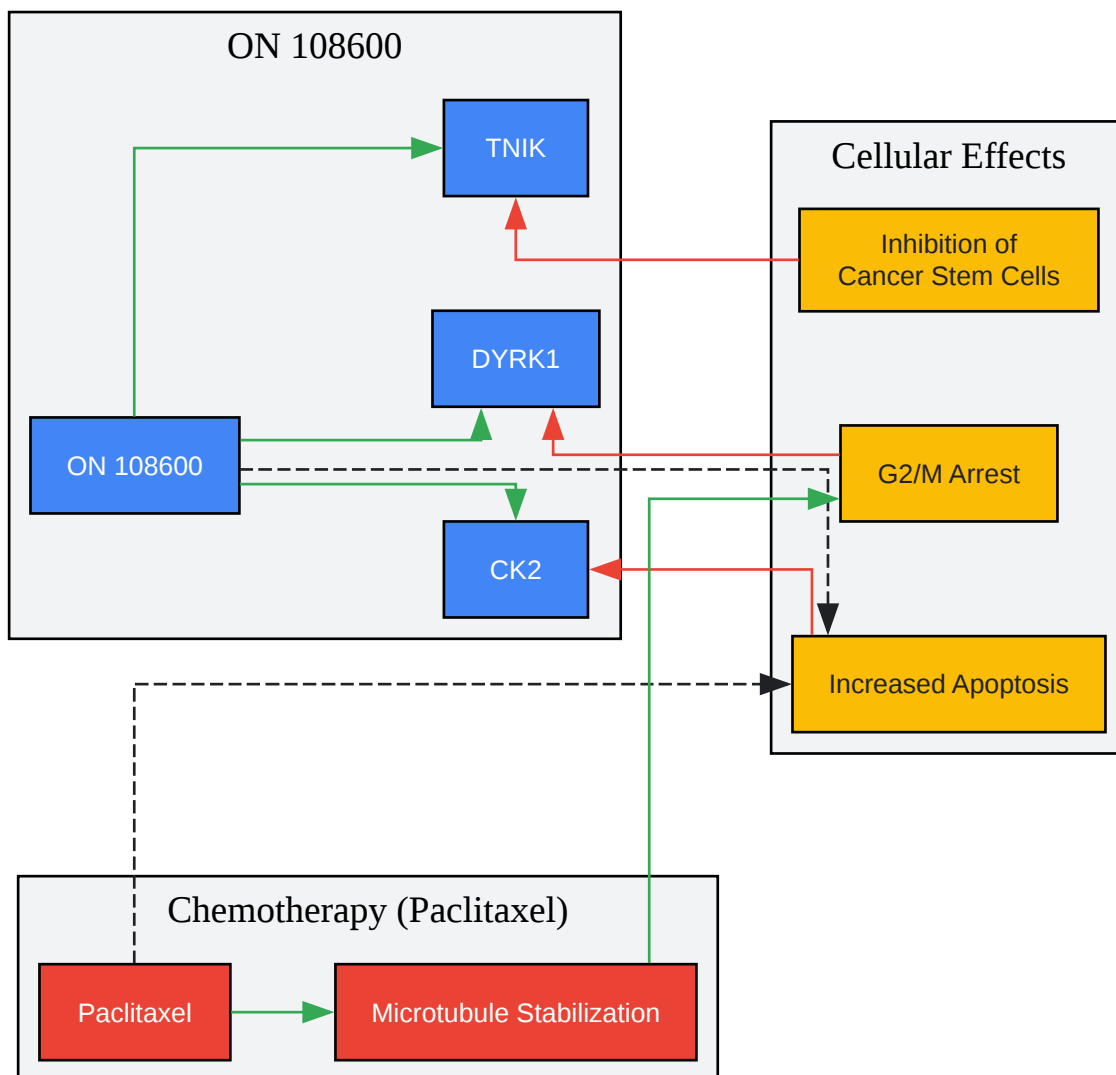 ON 108600
TNIK
DYRK1
ON 108600
CK2
Cellular Effects
Inhibition of
Cancer Stem Cells
G2/M Arrest
Increased Apoptosis
Chemotherapy (Paclitaxel)
Paclitaxel
Microtubule Stabilization